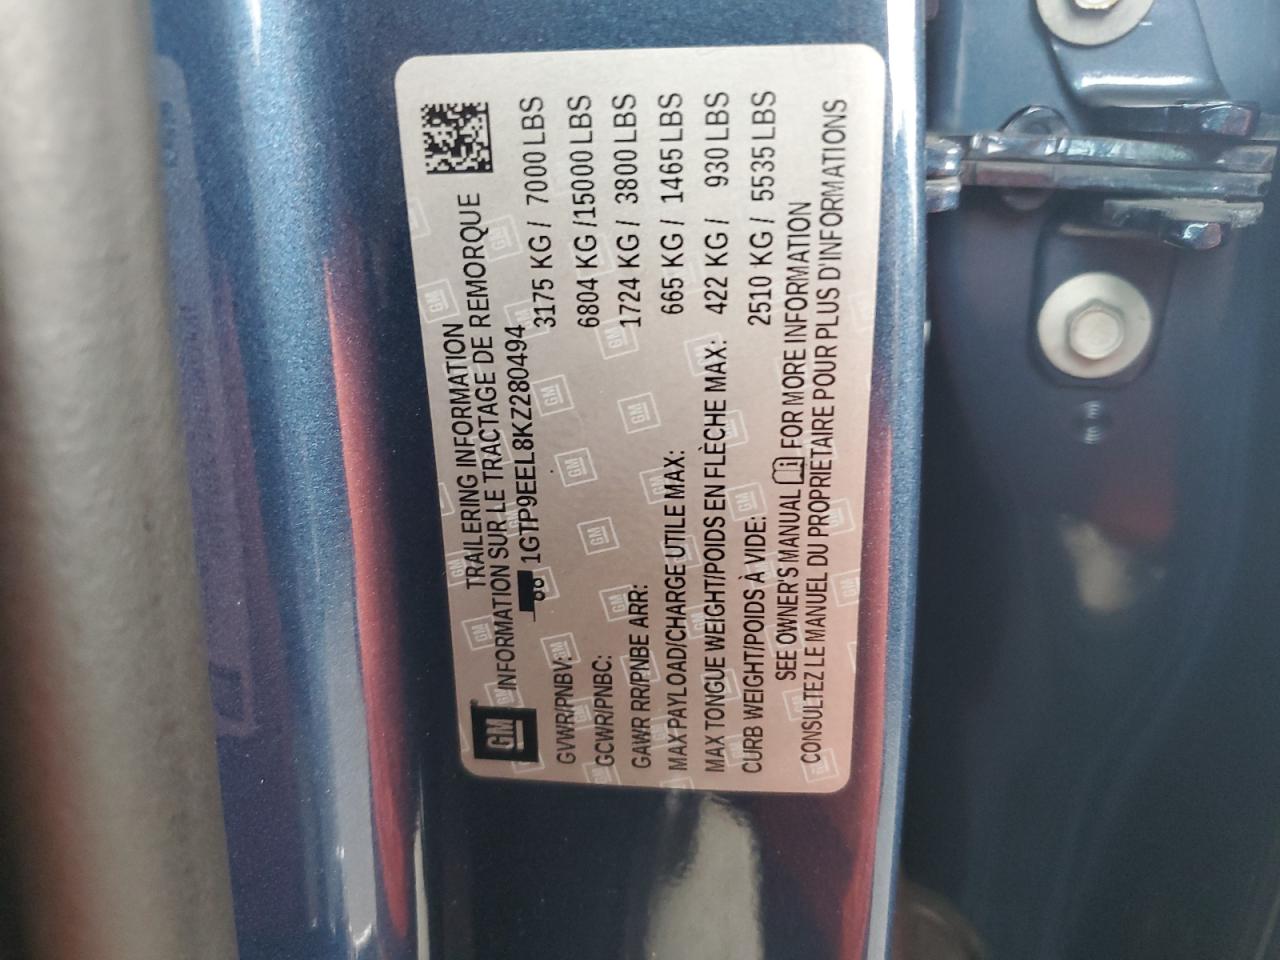 TRAILERING INFORMATION
INFORMATION SUR LE TRACTAGE DE REMORQUE
GM 1GTP9EEL8KZ280494
GVWR/PNBV: 3175 KG / 7000 LBS
GCWR/PNBC: 6804 KG /15000 LBS
GAWR RR/PNBE ARR: 1724 KG / 3800 LBS
MAX PAYLOAD/CHARGE UTILE MAX: 665 KG / 1465 LBS
MAX TONGUE WEIGHT/POIDS EN FLÈCHE MAX: 422 KG / 930 LBS
CURB WEIGHT/POIDS À VIDE: 2510 KG / 5535 LBS
SEE OWNER'S MANUAL FOR MORE INFORMATION
CONSULTEZ LE MANUEL DU PROPRIETAIRE POUR PLUS D'INFORMATIONS